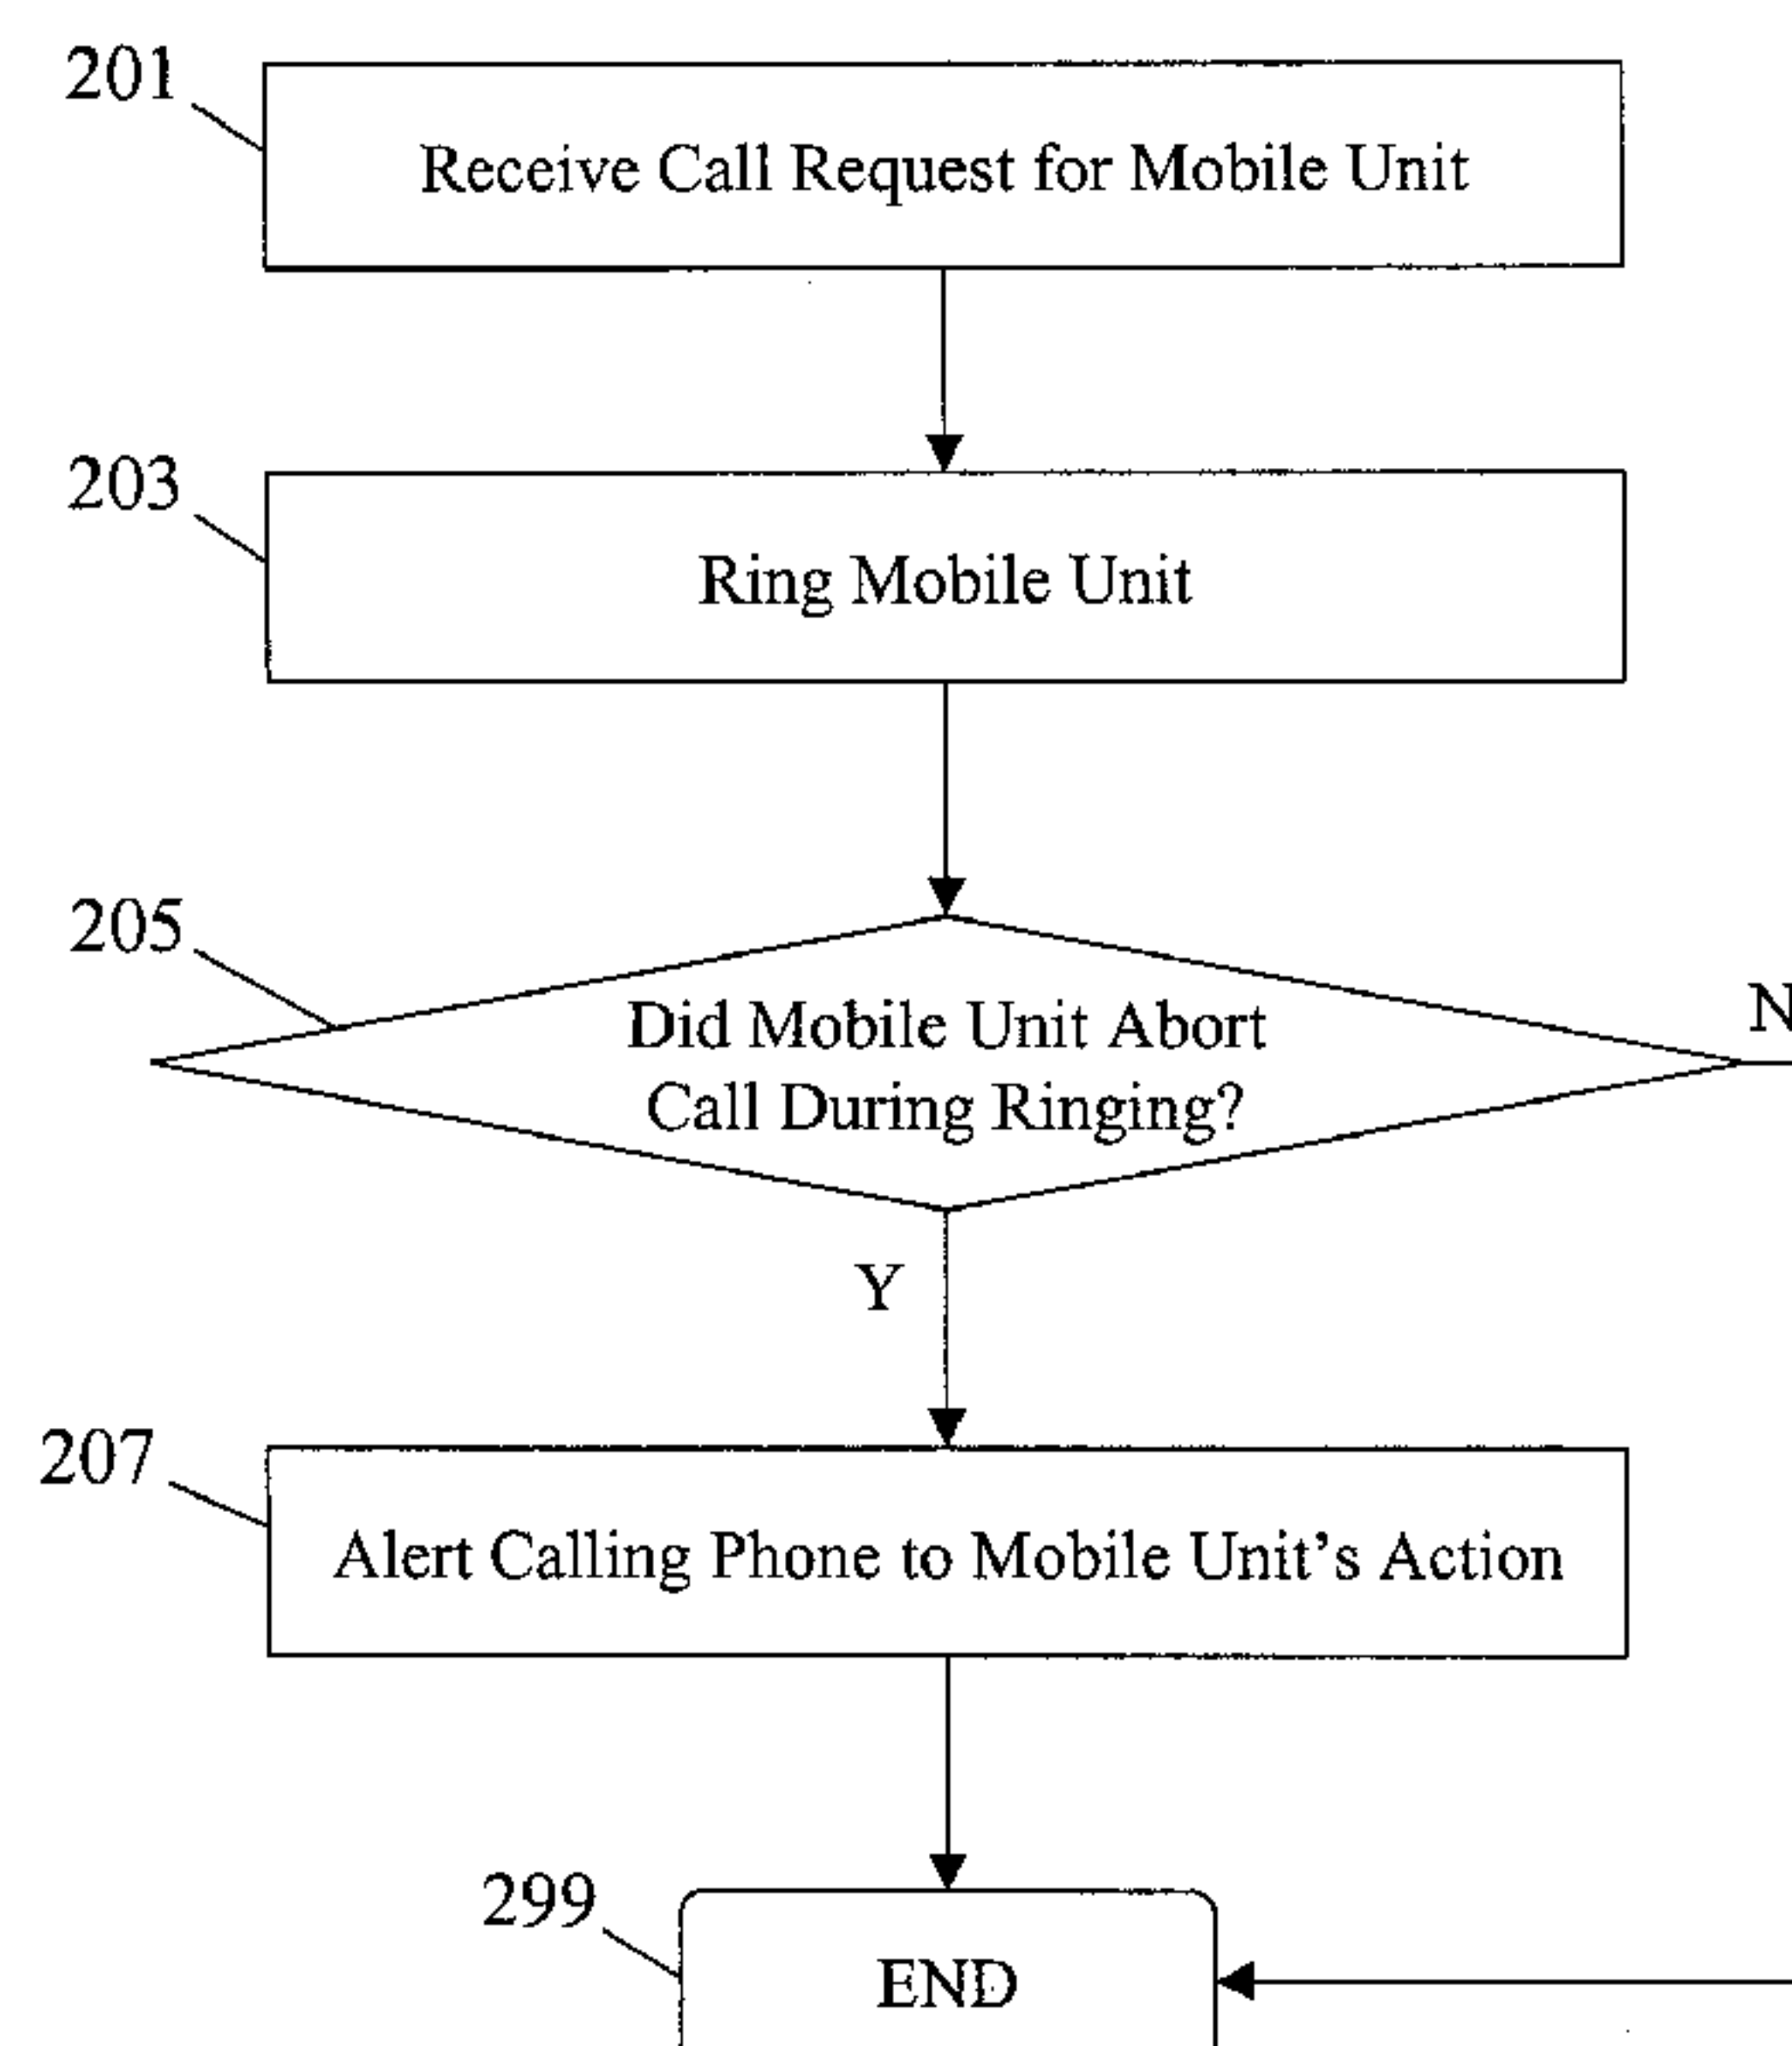 201
Receive Call Request for Mobile Unit
203
Ring Mobile Unit
205
Did Mobile Unit Abort
Call During Ringing?
N
Y
207
Alert Calling Phone to Mobile Unit's Action
299
END